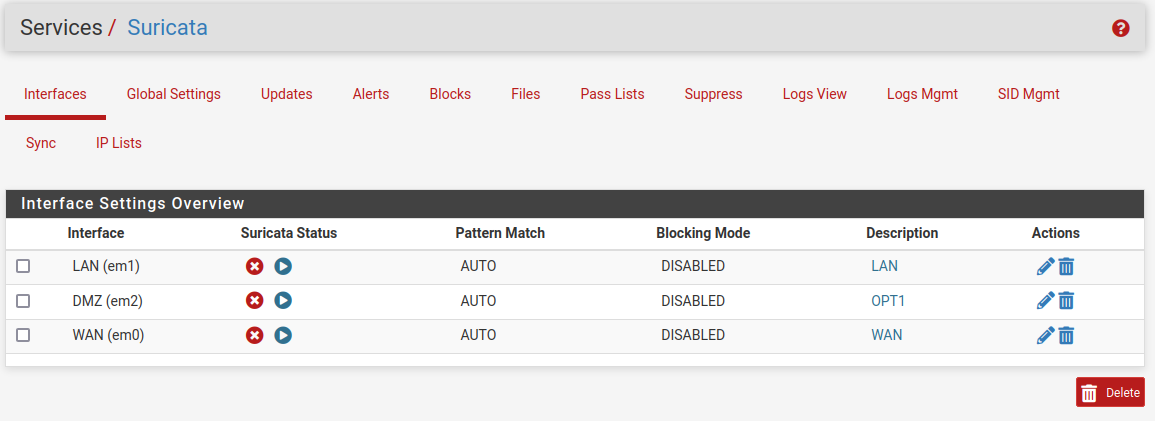 Services / Suricata
Interfaces Global Settings Updates Alerts Blocks Files Pass Lists Suppress Logs View Logs Mgmt SID Mgmt
Sync IP Lists
Interface Settings Overview
Interface Suricata Status Pattern Match Blocking Mode Description Actions
LAN (em1) AUTO DISABLED LAN
DMZ (em2) AUTO DISABLED OPT1
WAN (em0) AUTO DISABLED WAN
Delete